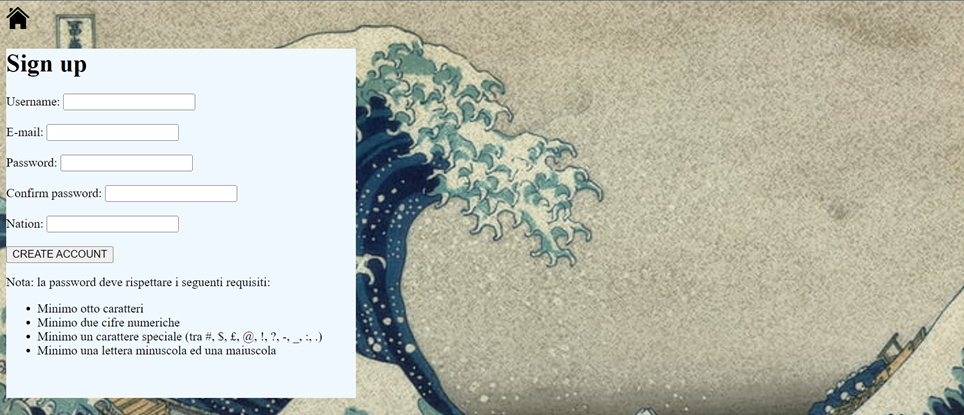 Sign up
Username:
E-mail:
Password:
Confirm password:
Nation:
CREATE ACCOUNT
Nota: la password deve rispettare i seguenti requisiti:
• Minimo otto caratteri
• Minimo due cifre numeriche
• Minimo un carattere speciale (tra #, $, £, @, !, ?, -, _, :, .)
• Minimo una lettera minuscola ed una maiuscola